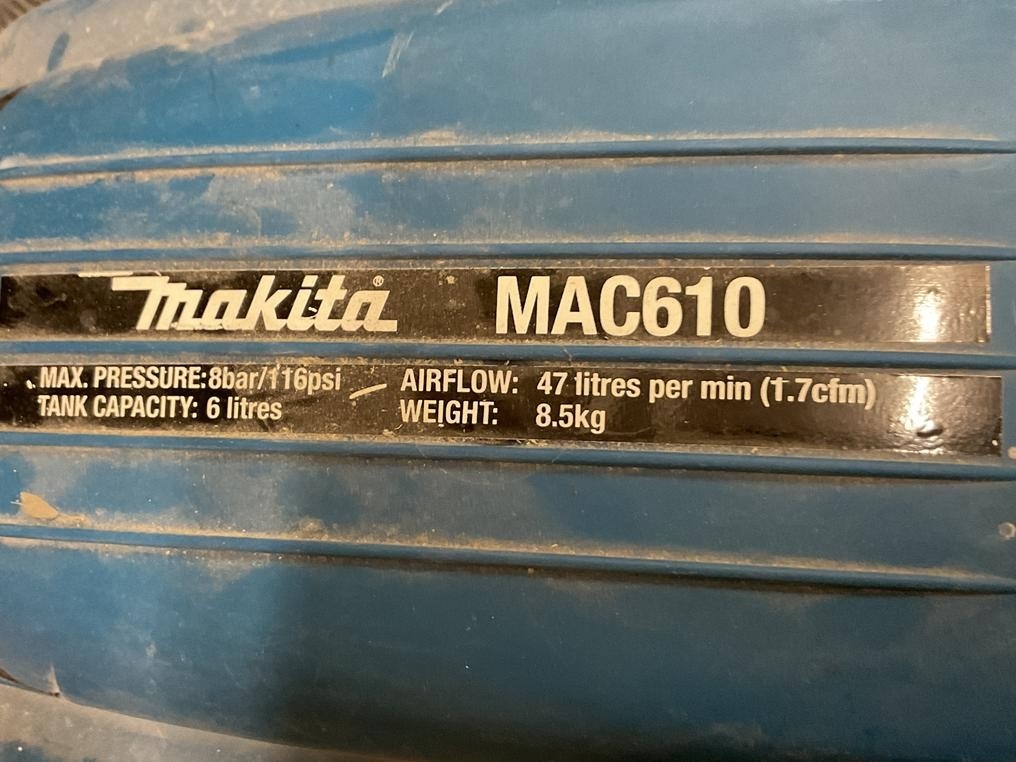 makita® MAC610
MAX. PRESSURE: 8bar/116psi AIRFLOW: 47 litres per min (1.7cfm)
TANK CAPACITY: 6 litres WEIGHT: 8.5kg